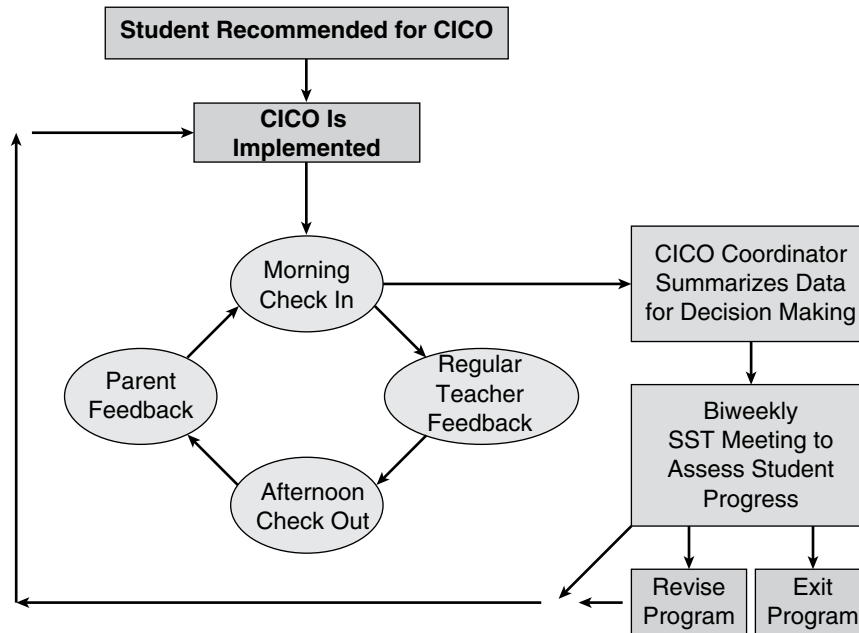 Student Recommended for CICO
CICO Is
Implemented
Morning
Check In
CICO Coordinator
Summarizes Data
for Decision Making
Parent
Feedback
Regular
Teacher
Feedback
Biweekly
SST Meeting to
Assess Student
Progress
Afternoon
Check Out
Revise
Program
Exit
Program